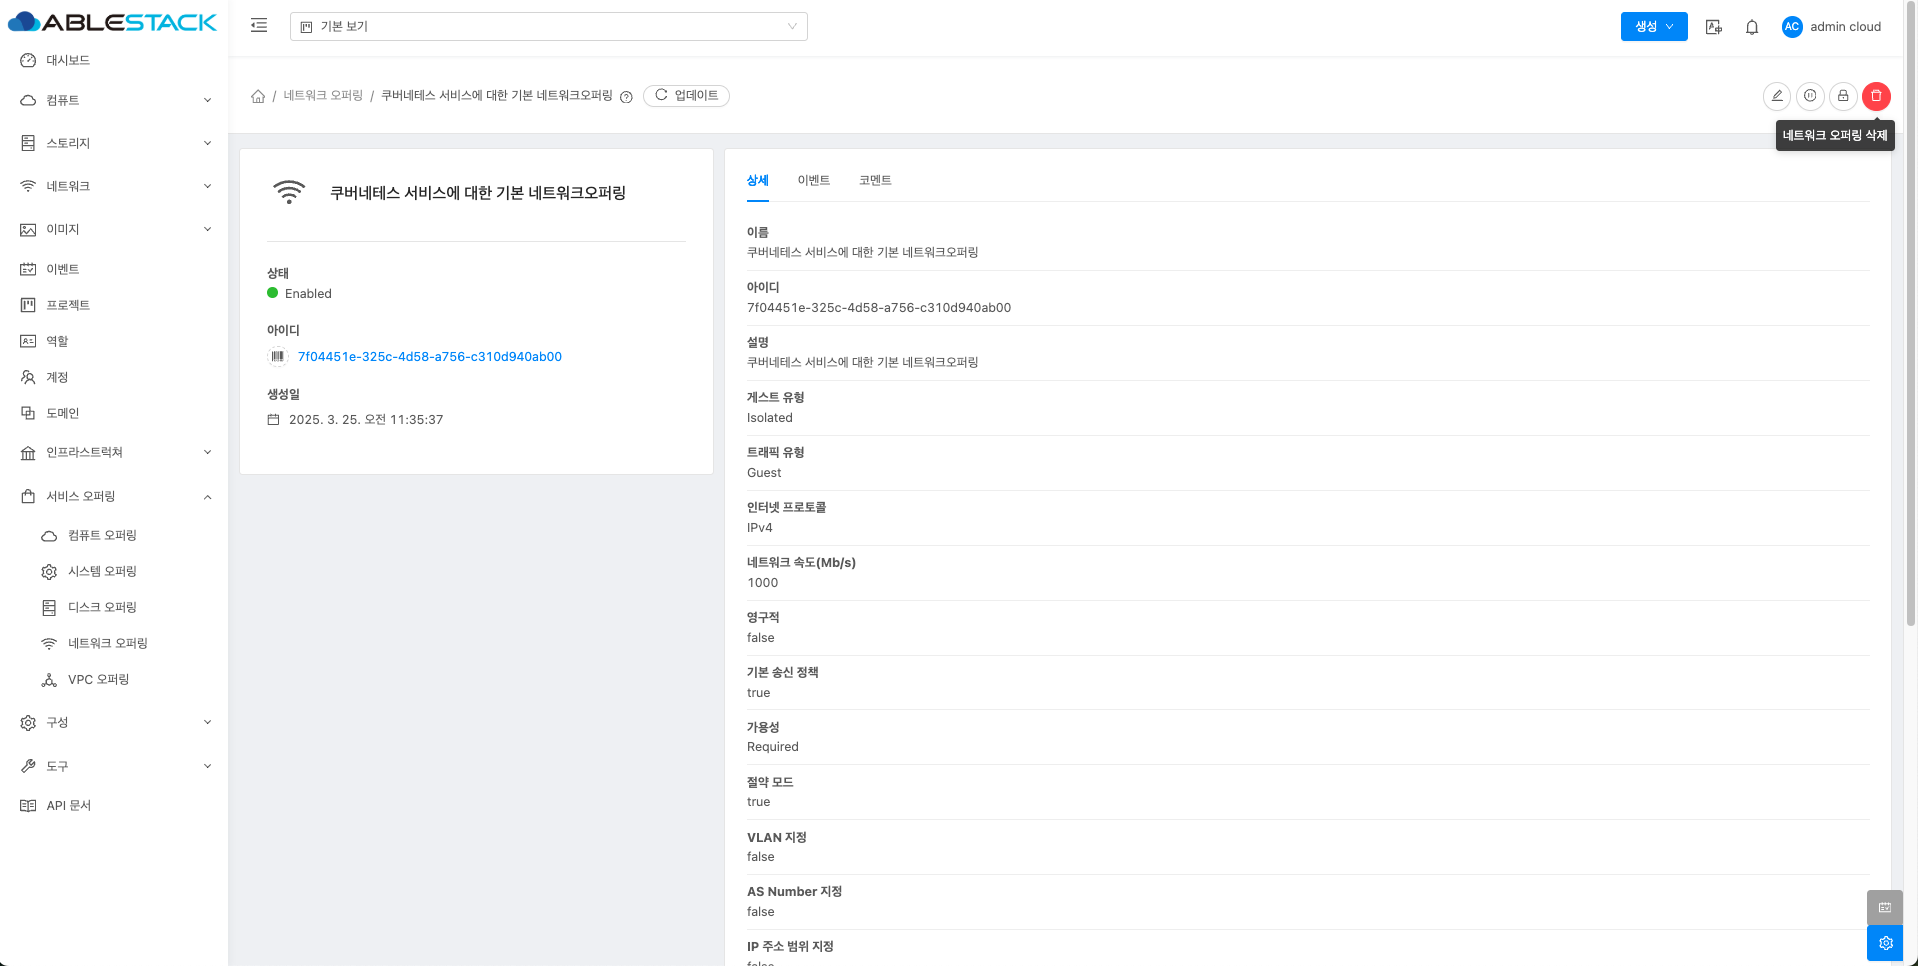 ABLESTACK
기본 보기
생성
AC
admin cloud
대시보드
컴퓨트
스토리지
네트워크
이미지
이벤트
프로젝트
역할
계정
도메인
인프라스트럭쳐
서비스 오퍼링
컴퓨트 오퍼링
시스템 오퍼링
디스크 오퍼링
네트워크 오퍼링
VPC 오퍼링
구성
도구
API 문서
/ 네트워크 오퍼링 / 쿠버네테스 서비스에 대한 기본 네트워크오퍼링
업데이트
네트워크 오퍼링 삭제
쿠버네테스 서비스에 대한 기본 네트워크오퍼링
상태
Enabled
아이디
7f04451e-325c-4d58-a756-c310d940ab00
생성일
2025. 3. 25. 오전 11:35:37
상세
이벤트
코멘트
이름
쿠버네테스 서비스에 대한 기본 네트워크오퍼링
아이디
7f04451e-325c-4d58-a756-c310d940ab00
설명
쿠버네테스 서비스에 대한 기본 네트워크오퍼링
게스트 유형
Isolated
트래픽 유형
Guest
인터넷 프로토콜
IPv4
네트워크 속도(Mb/s)
1000
영구적
false
기본 송신 정책
true
가용성
Required
절약 모드
true
VLAN 지정
false
AS Number 지정
false
IP 주소 범위 지정
false